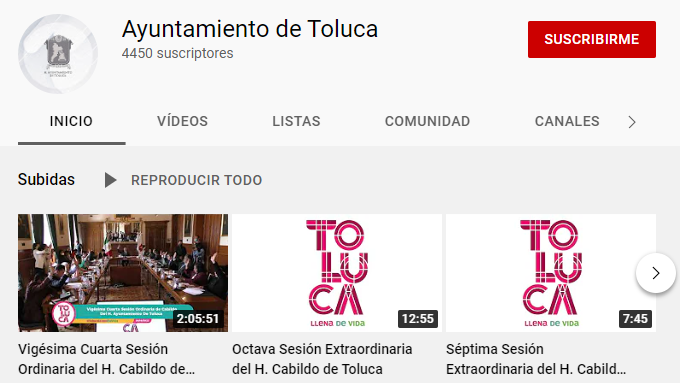 Ayuntamiento de Toluca
4450 suscriptores
SUSCRIBIRME
H. AYUNTAMIENTO
DE TOLUCA
INICIO
VÍDEOS
LISTAS
COMUNIDAD
CANALES
Subidas
REPRODUCIR TODO
Vigésima Cuarta Sesión Ordinaria de Cabildo
Del H. Ayuntamiento De Toluca
2:05:51
TO
LU
CA
LLENA DE VIDA
12:55
TO
LU
CA
LLENA DE VIDA
7:45
Vigésima Cuarta Sesión
Ordinaria del H. Cabildo de...
Octava Sesión Extraordinaria
del H. Cabildo de Toluca
Séptima Sesión
Extraordinaria del H. Cabild...